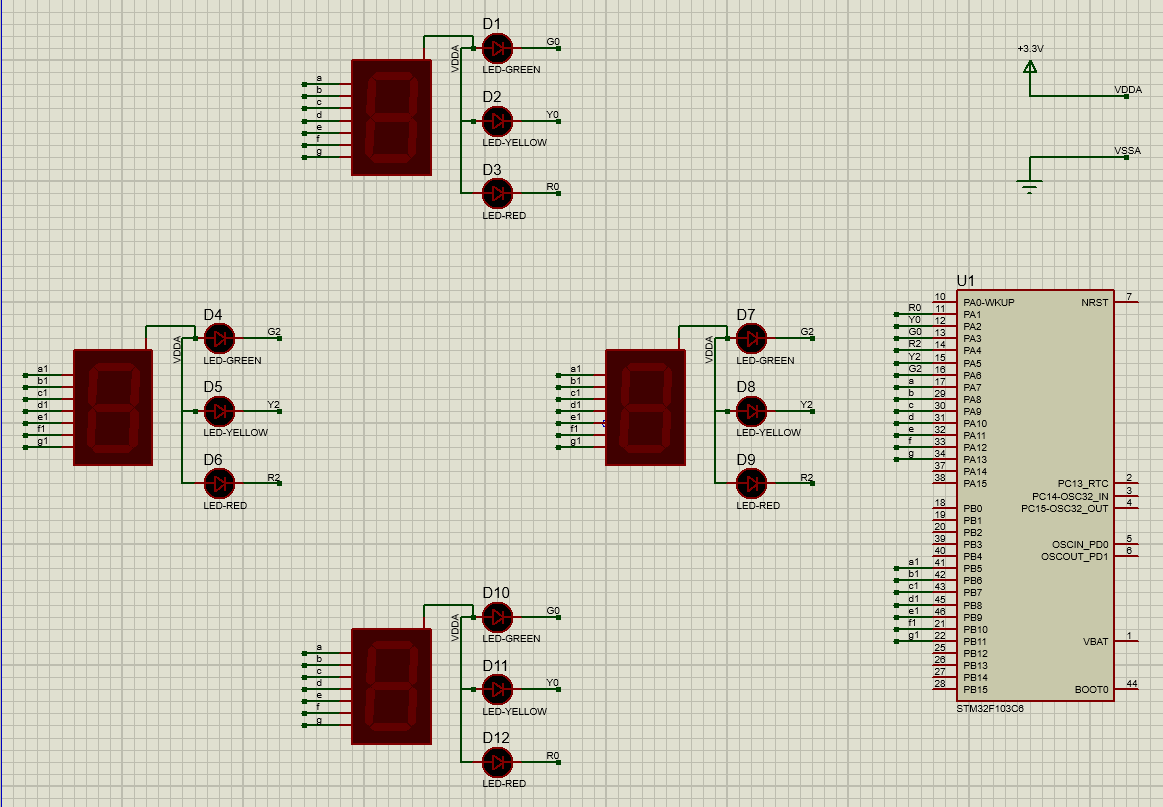 D1
G0
VDDA
LED-GREEN
a
b
c
d
e
f
g
D2
Y0
LED-YELLOW
D3
R0
LED-RED
+3.3V
VDDA
VSSA
D4
G2
VDDA
LED-GREEN
a1
b1
c1
d1
e1
f1
g1
D5
Y2
LED-YELLOW
D6
R2
LED-RED
D7
G2
VDDA
LED-GREEN
a1
b1
c1
d1
e1
f1
g1
D8
Y2
LED-YELLOW
D9
R2
LED-RED
D10
G0
VDDA
LED-GREEN
a
b
c
d
e
f
g
D11
Y0
LED-YELLOW
D12
R0
LED-RED
U1
10 PA0-WKUP NRST 7
R0 11 PA1
Y0 12 PA2
G0 13 PA3
R2 14 PA4
Y2 15 PA5
G2 16 PA6
a 17 PA7
b 29 PA8
c 30 PA9
d 31 PA10
e 32 PA11
f 33 PA12
g 34 PA13
37 PA14
38 PA15 PC13_RTC 2
PC14-OSC32_IN 3
18 PB0 PC15-OSC32_OUT 4
19 PB1
20 PB2
39 PB3 OSCIN_PD0 5
40 PB4 OSCOUT_PD1 6
a1 41 PB5
b1 42 PB6
c1 43 PB7
d1 45 PB8
e1 46 PB9
f1 21 PB10
g1 22 PB11 VBAT 1
25 PB12
26 PB13
27 PB14
28 PB15 BOOT0 44
STM32F103C6